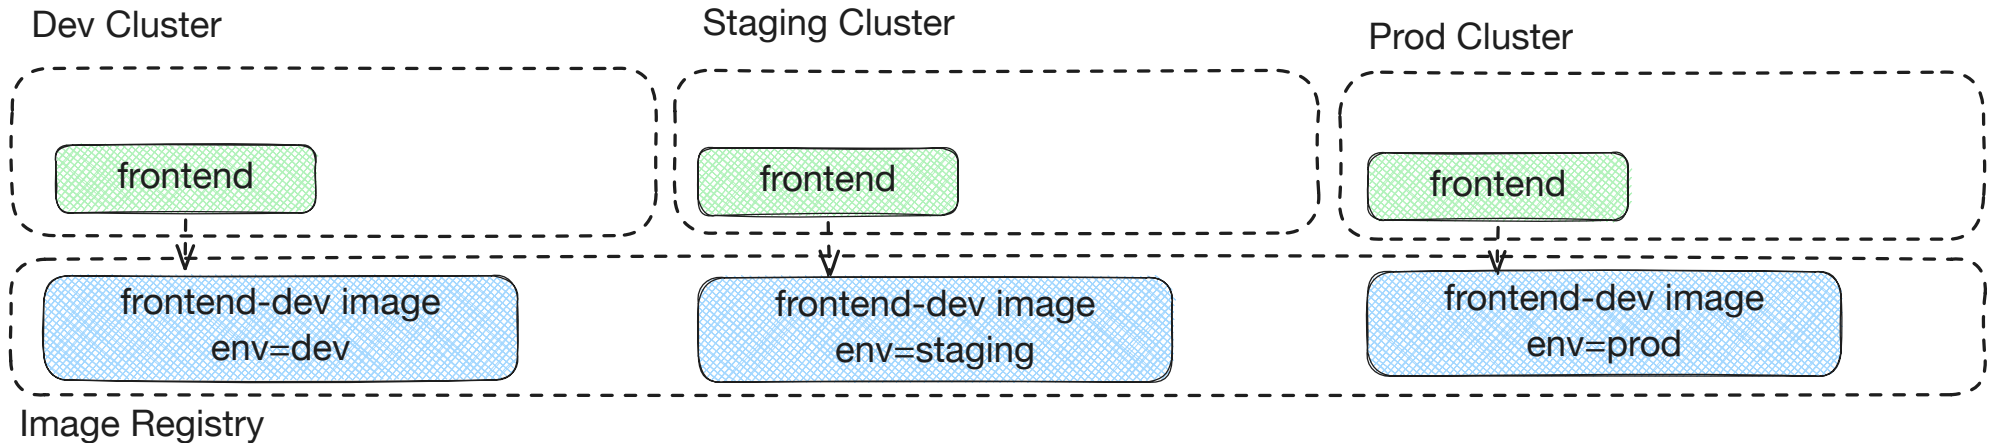 Dev Cluster
Staging Cluster
Prod Cluster
frontend
frontend
frontend
frontend-dev image
env=dev
frontend-dev image
env=staging
frontend-dev image
env=prod
Image Registry